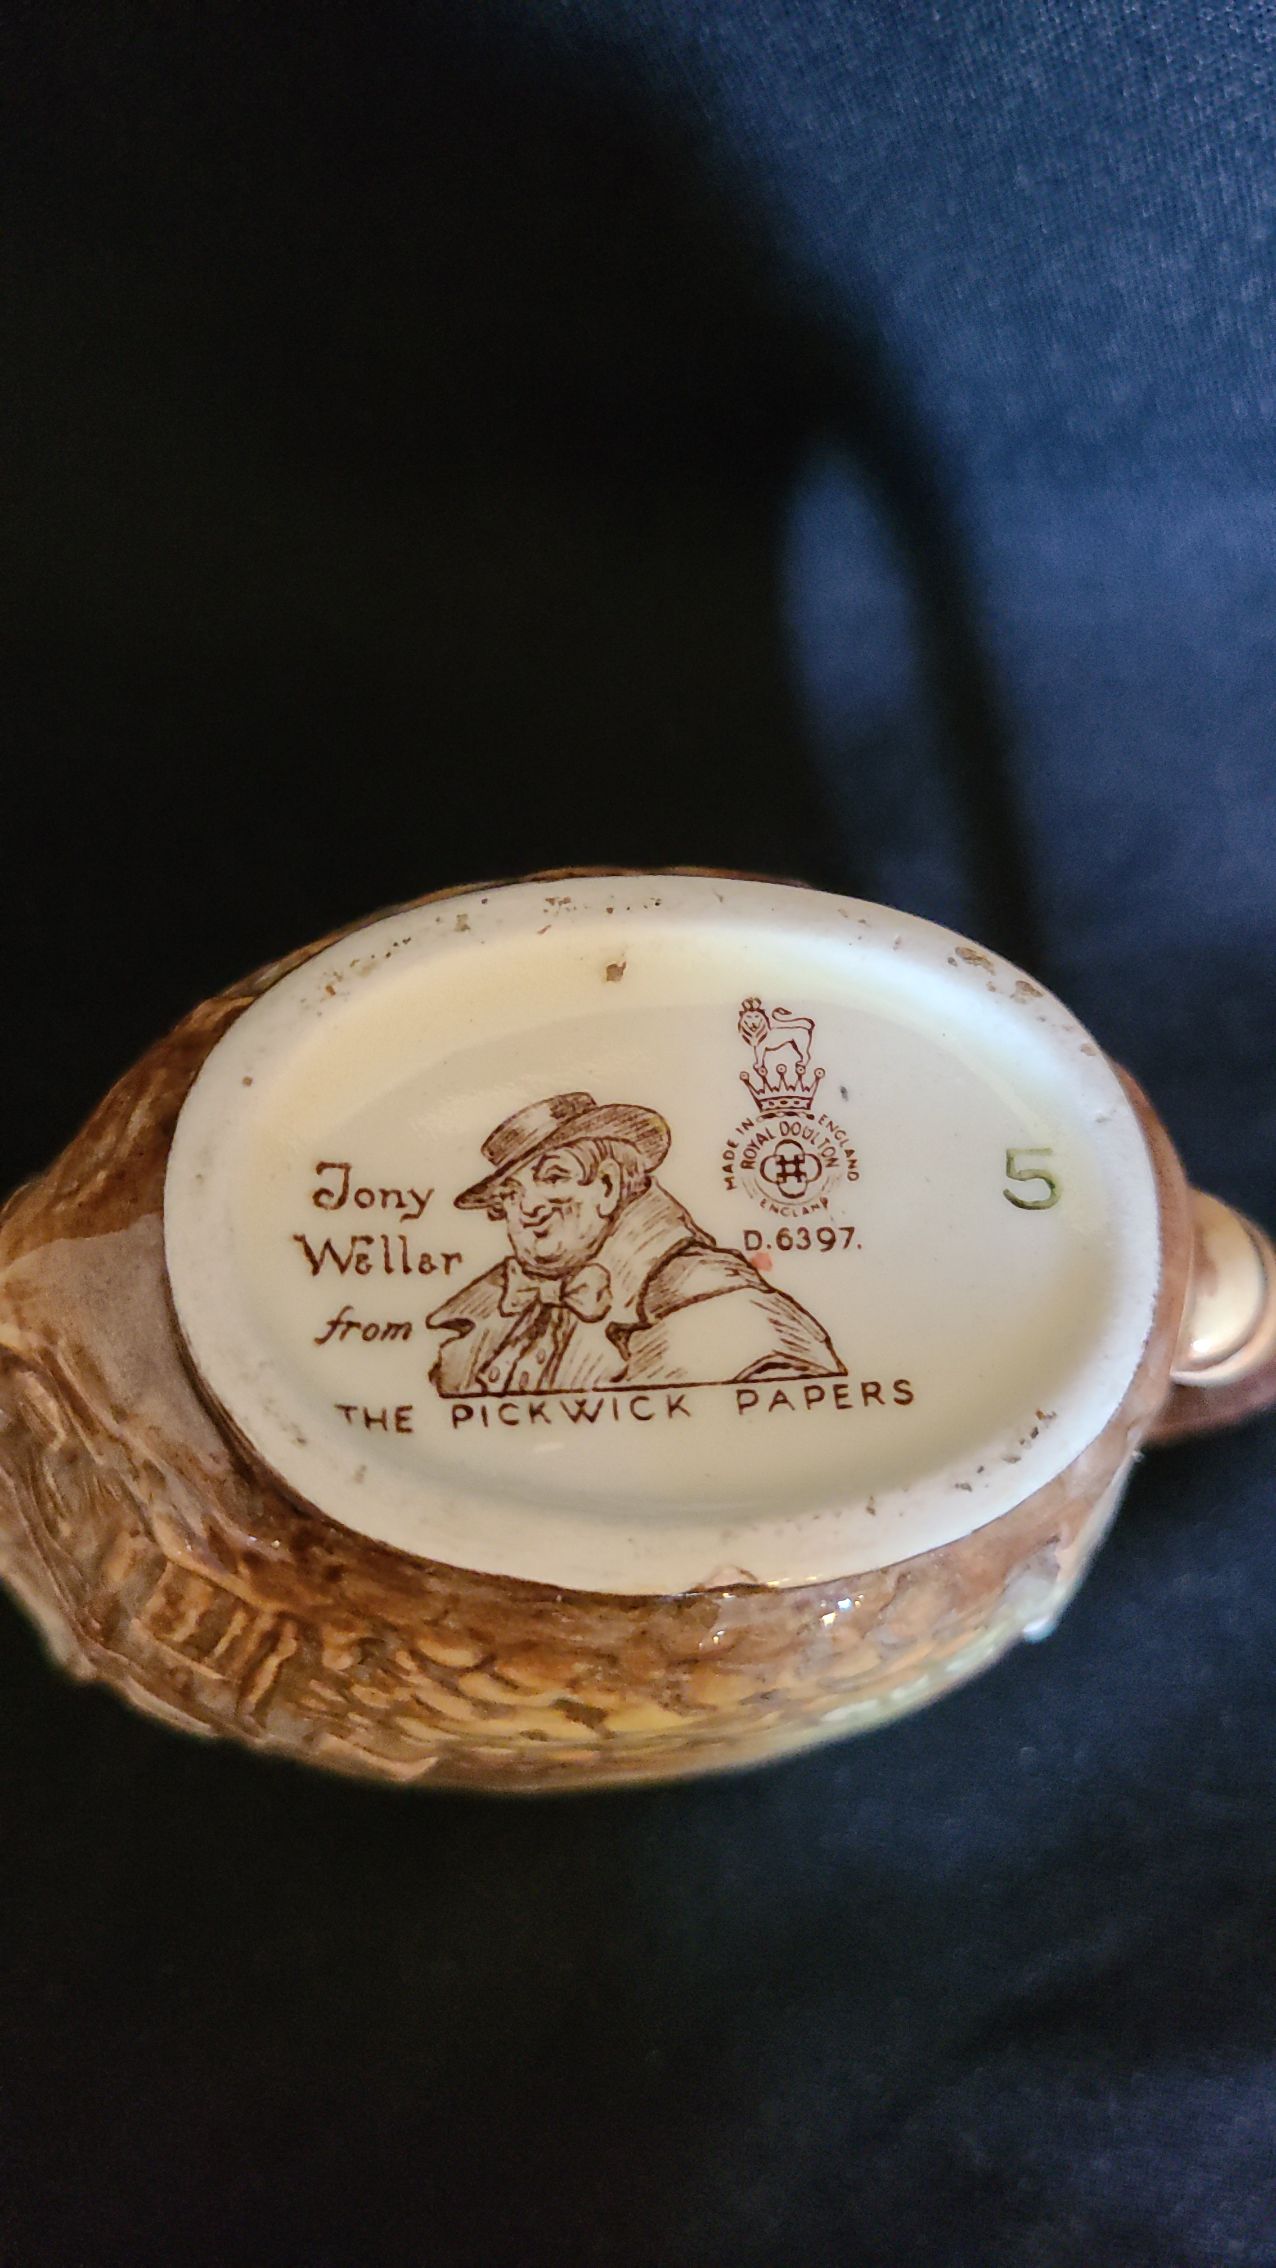 Tony
Weller
from
THE PICKWICK PAPERS
MADE IN ENGLAND
ROYAL DOULTON
ENGLAND
D.6397.
5